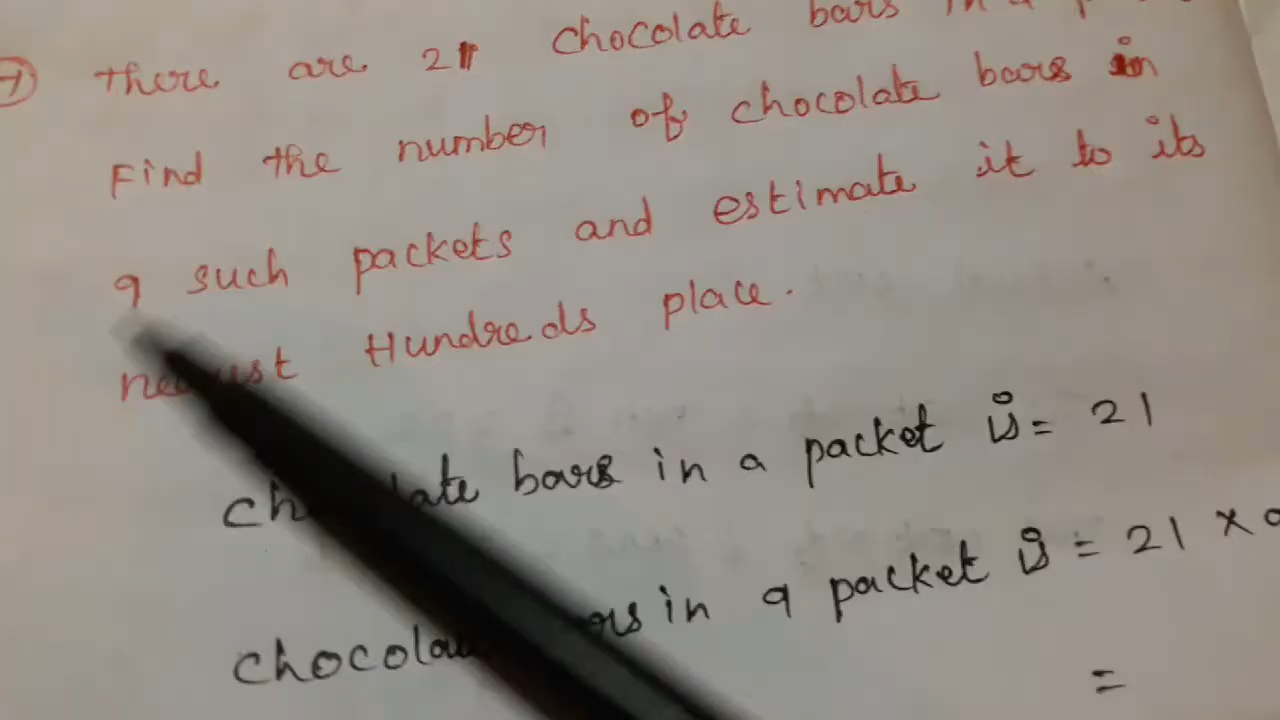 7) There are 21 chocolate bars in a
Find the number of chocolate bars in
9 such packets and estimate it to its
Hundreds place.
bars in a packet is = 21
in 9 packet is = 21 ×
=